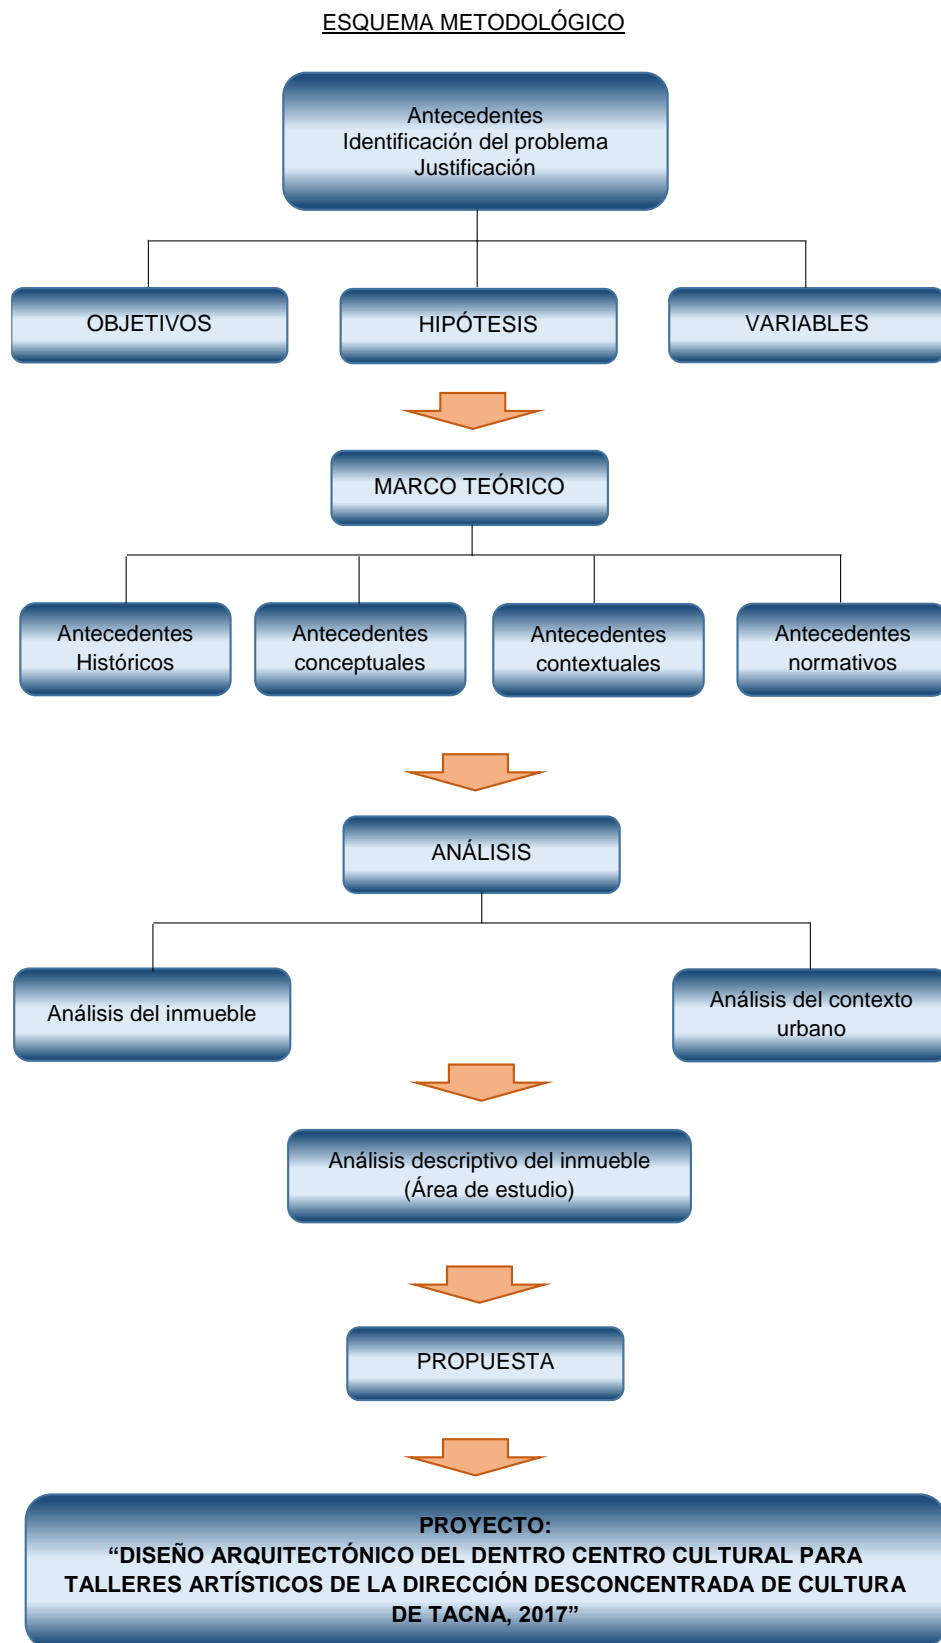 ESQUEMA METODOLÓGICO
Antecedentes
Identificación del problema
Justificación
OBJETIVOS
HIPÓTESIS
VARIABLES
MARCO TEÓRICO
Antecedentes
Históricos
Antecedentes
conceptuales
Antecedentes
contextuales
Antecedentes
normativos
ANÁLISIS
Análisis del inmueble
Análisis del contexto
urbano
Análisis descriptivo del inmueble
(Área de estudio)
PROPUESTA
PROYECTO:
“DISEÑO ARQUITECTÓNICO DEL DENTRO CENTRO CULTURAL PARA
TALLERES ARTÍSTICOS DE LA DIRECCIÓN DESCONCENTRADA DE CULTURA
DE TACNA, 2017”